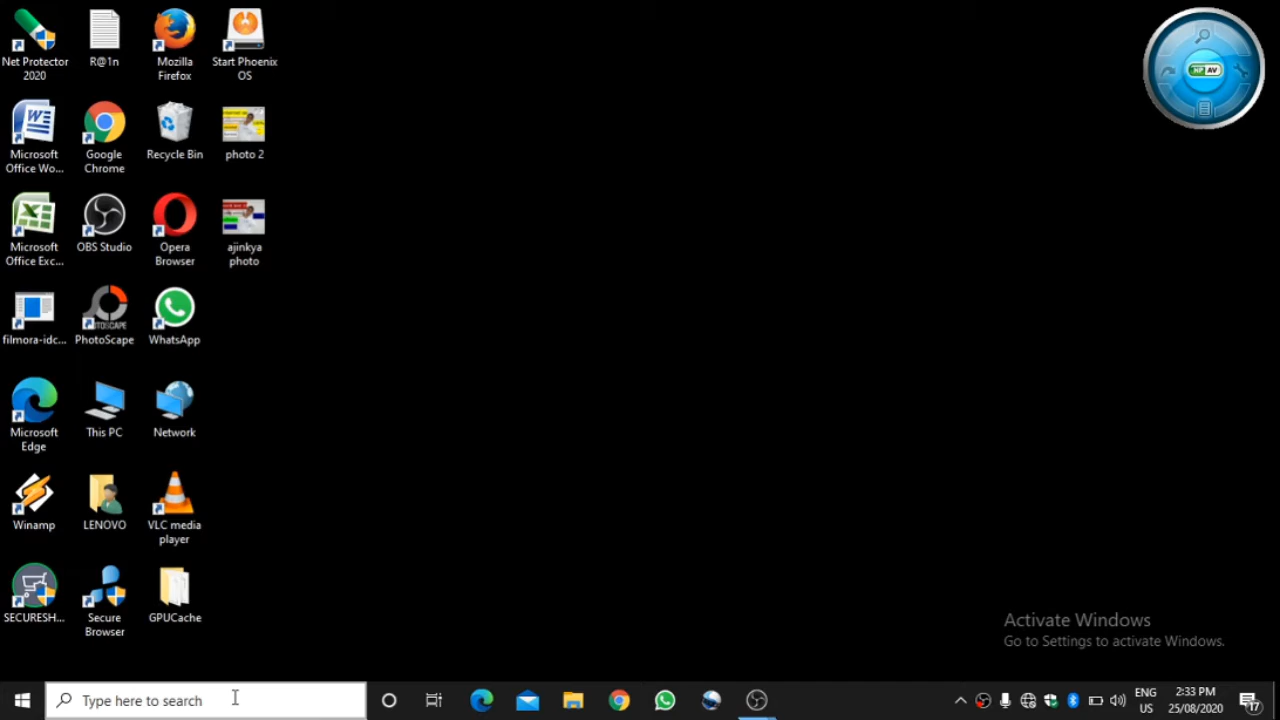 Net Protector
2020
R@1n
Mozilla
Firefox
Start Phoenix
OS
Microsoft
Office Wo...
Google
Chrome
Recycle Bin
photo 2
Microsoft
Office Exc...
OBS Studio
Opera
Browser
ajinkya
photo
filmora-idc...
PhotoScape
WhatsApp
Microsoft
Edge
This PC
Network
Winamp
LENOVO
VLC media
player
SECURESH...
Secure
Browser
GPUCache
NP AV
Activate Windows
Go to Settings to activate Windows.
Type here to search
ENG
US
2:33 PM
25/08/2020
17